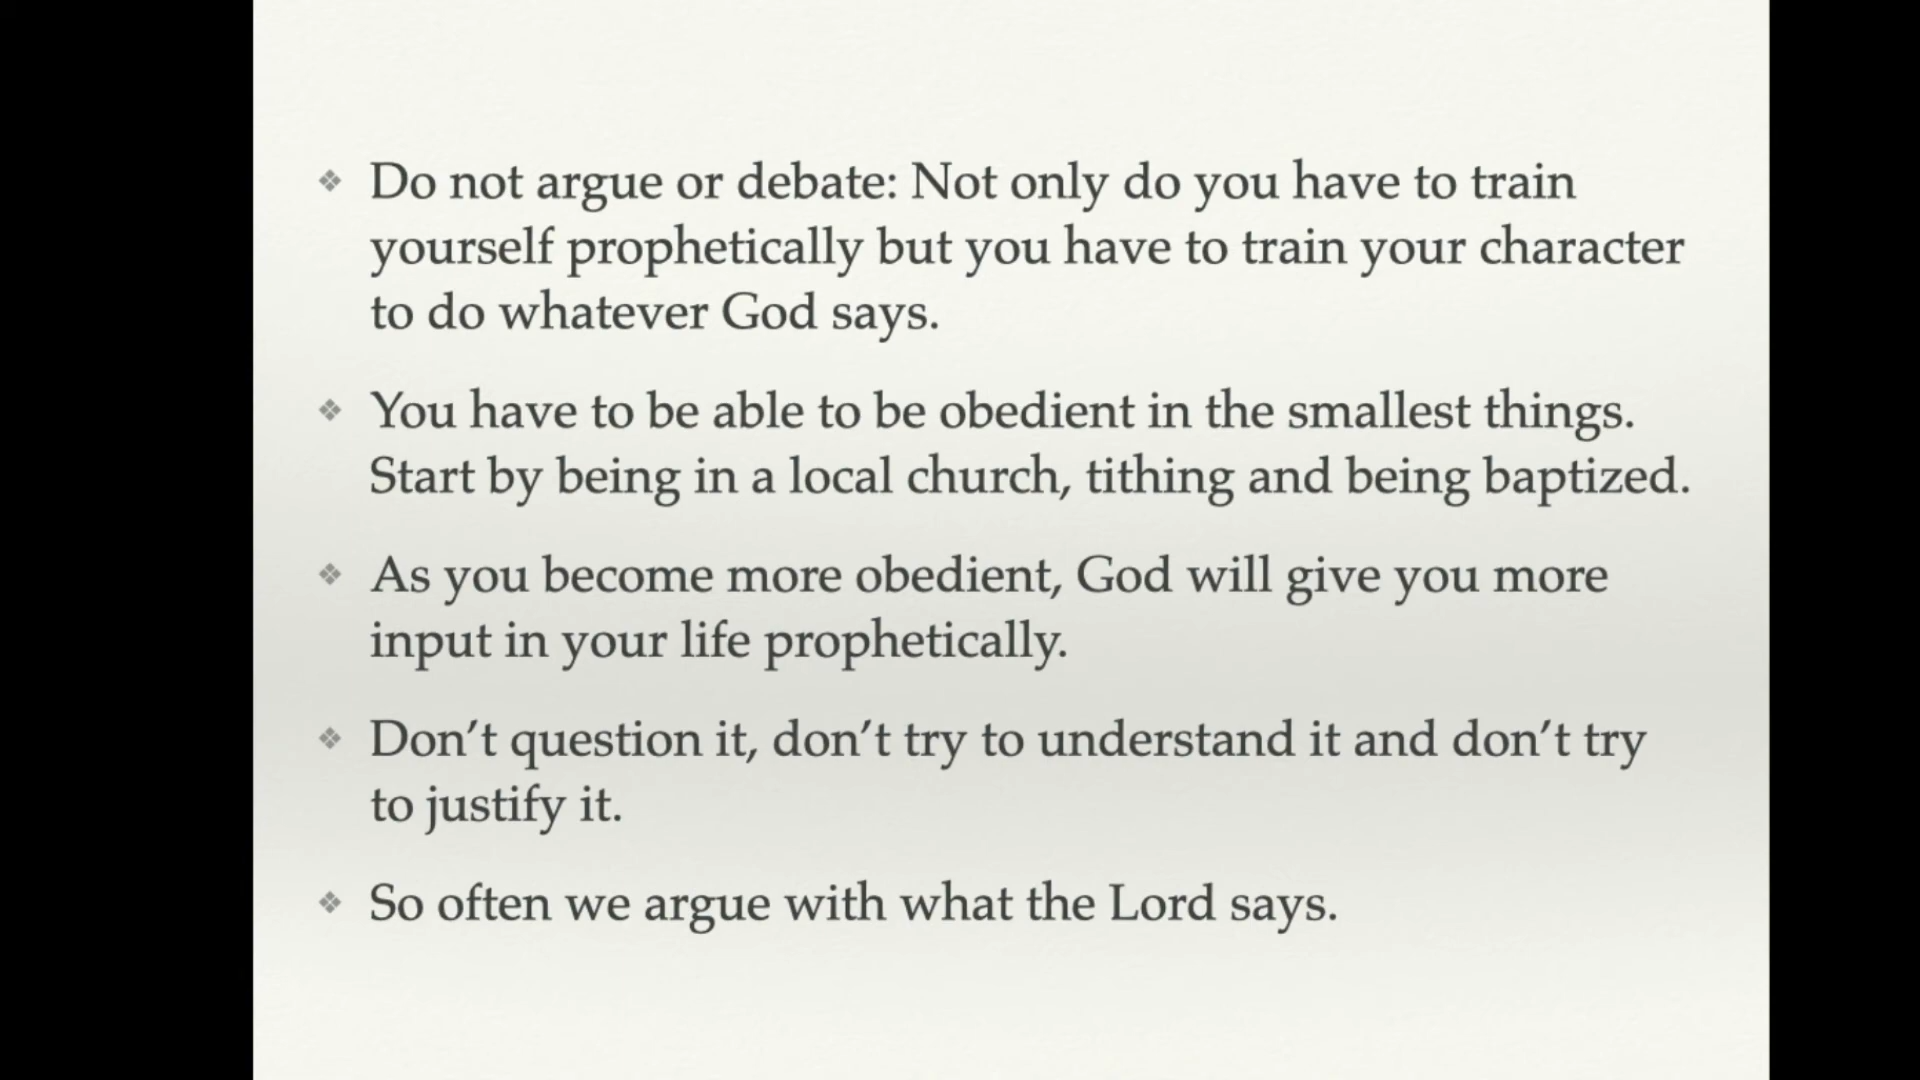 ❖ Do not argue or debate: Not only do you have to train
yourself prophetically but you have to train your character
to do whatever God says.
❖ You have to be able to be obedient in the smallest things.
Start by being in a local church, tithing and being baptized.
❖ As you become more obedient, God will give you more
input in your life prophetically.
❖ Don’t question it, don’t try to understand it and don’t try
to justify it.
❖ So often we argue with what the Lord says.